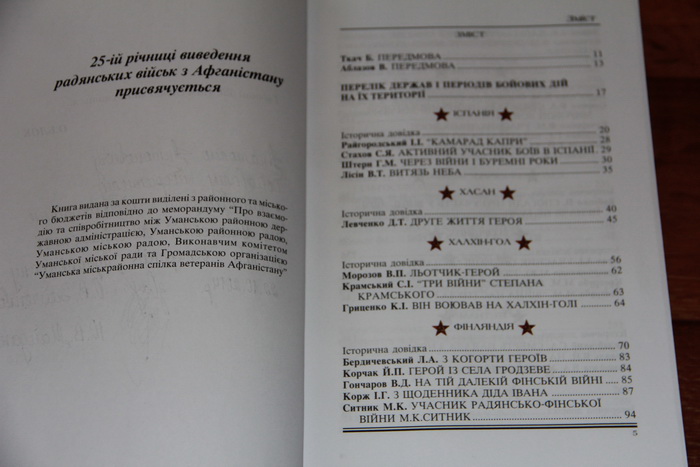 25-ій річниці виведення
радянських військ з Афганістану
присвячується
Книга видана за кошти виділені з районного та місько-
го бюджетів відповідно до меморандуму "Про взаємо-
дію та співробітництво між Уманською районною дер-
жавною адміністрацією, Уманською районною радою,
Уманською міською радою, Виконавчим комітетом
Уманської міської ради та Громадською організацією
"Уманська міськрайонна спілка ветеранів Афганістану"
ЗМІСТ
ЗМІСТ
Ткач Б. ПЕРЕДМОВА 11
Аблазов В. ПЕРЕДМОВА 13
ПЕРЕЛІК ДЕРЖАВ І ПЕРІОДІВ БОЙОВИХ ДІЙ
НА ЇХ ТЕРИТОРІЇ 17
ІСПАНІЯ
Історична довідка 20
Райгородський І.І. "КАМАРАД КАПРИ" 28
Стахов С.Я. АКТИВНИЙ УЧАСНИК БОЇВ В ІСПАНІЇ. 29
Штерн Г.М. ЧЕРЕЗ ВІЙНИ І БУРЕМНІ РОКИ 30
Лісін В.Т. ВИТЯЗЬ НЕБА 35
ХАСАН
Історична довідка 40
Левченко Д.Т. ДРУГЕ ЖИТТЯ ГЕРОЯ 45
ХАЛХІН-ГОЛ
Історична довідка 56
Морозов В.П. ЛЬОТЧИК-ГЕРОЙ 62
Крамський С.І. "ТРИ ВІЙНИ" СТЕПАНА
КРАМСЬКОГО 63
Гриценко К.І. ВІН ВОЮВАВ НА ХАЛХІН-ГОЛІ 64
ФІНЛЯНДІЯ
Історична довідка 70
Бердичевський Л.А. З КОГОРТИ ГЕРОЇВ 83
Корчак Й.П. ГЕРОЙ ІЗ СЕЛА ГРОДЗЕВЕ 84
Гончаров В.Д. НА ТІЙ ДАЛЕКІЙ ФІНСЬКІЙ ВІЙНІ 85
Корж І.Г. З ЩОДЕННИКА ДІДА ІВАНА 87
Ситник М.К. УЧАСНИК РАДЯНСЬКО-ФІНСЬКОЇ
ВІЙНИ М.К.СИТНИК 94
5